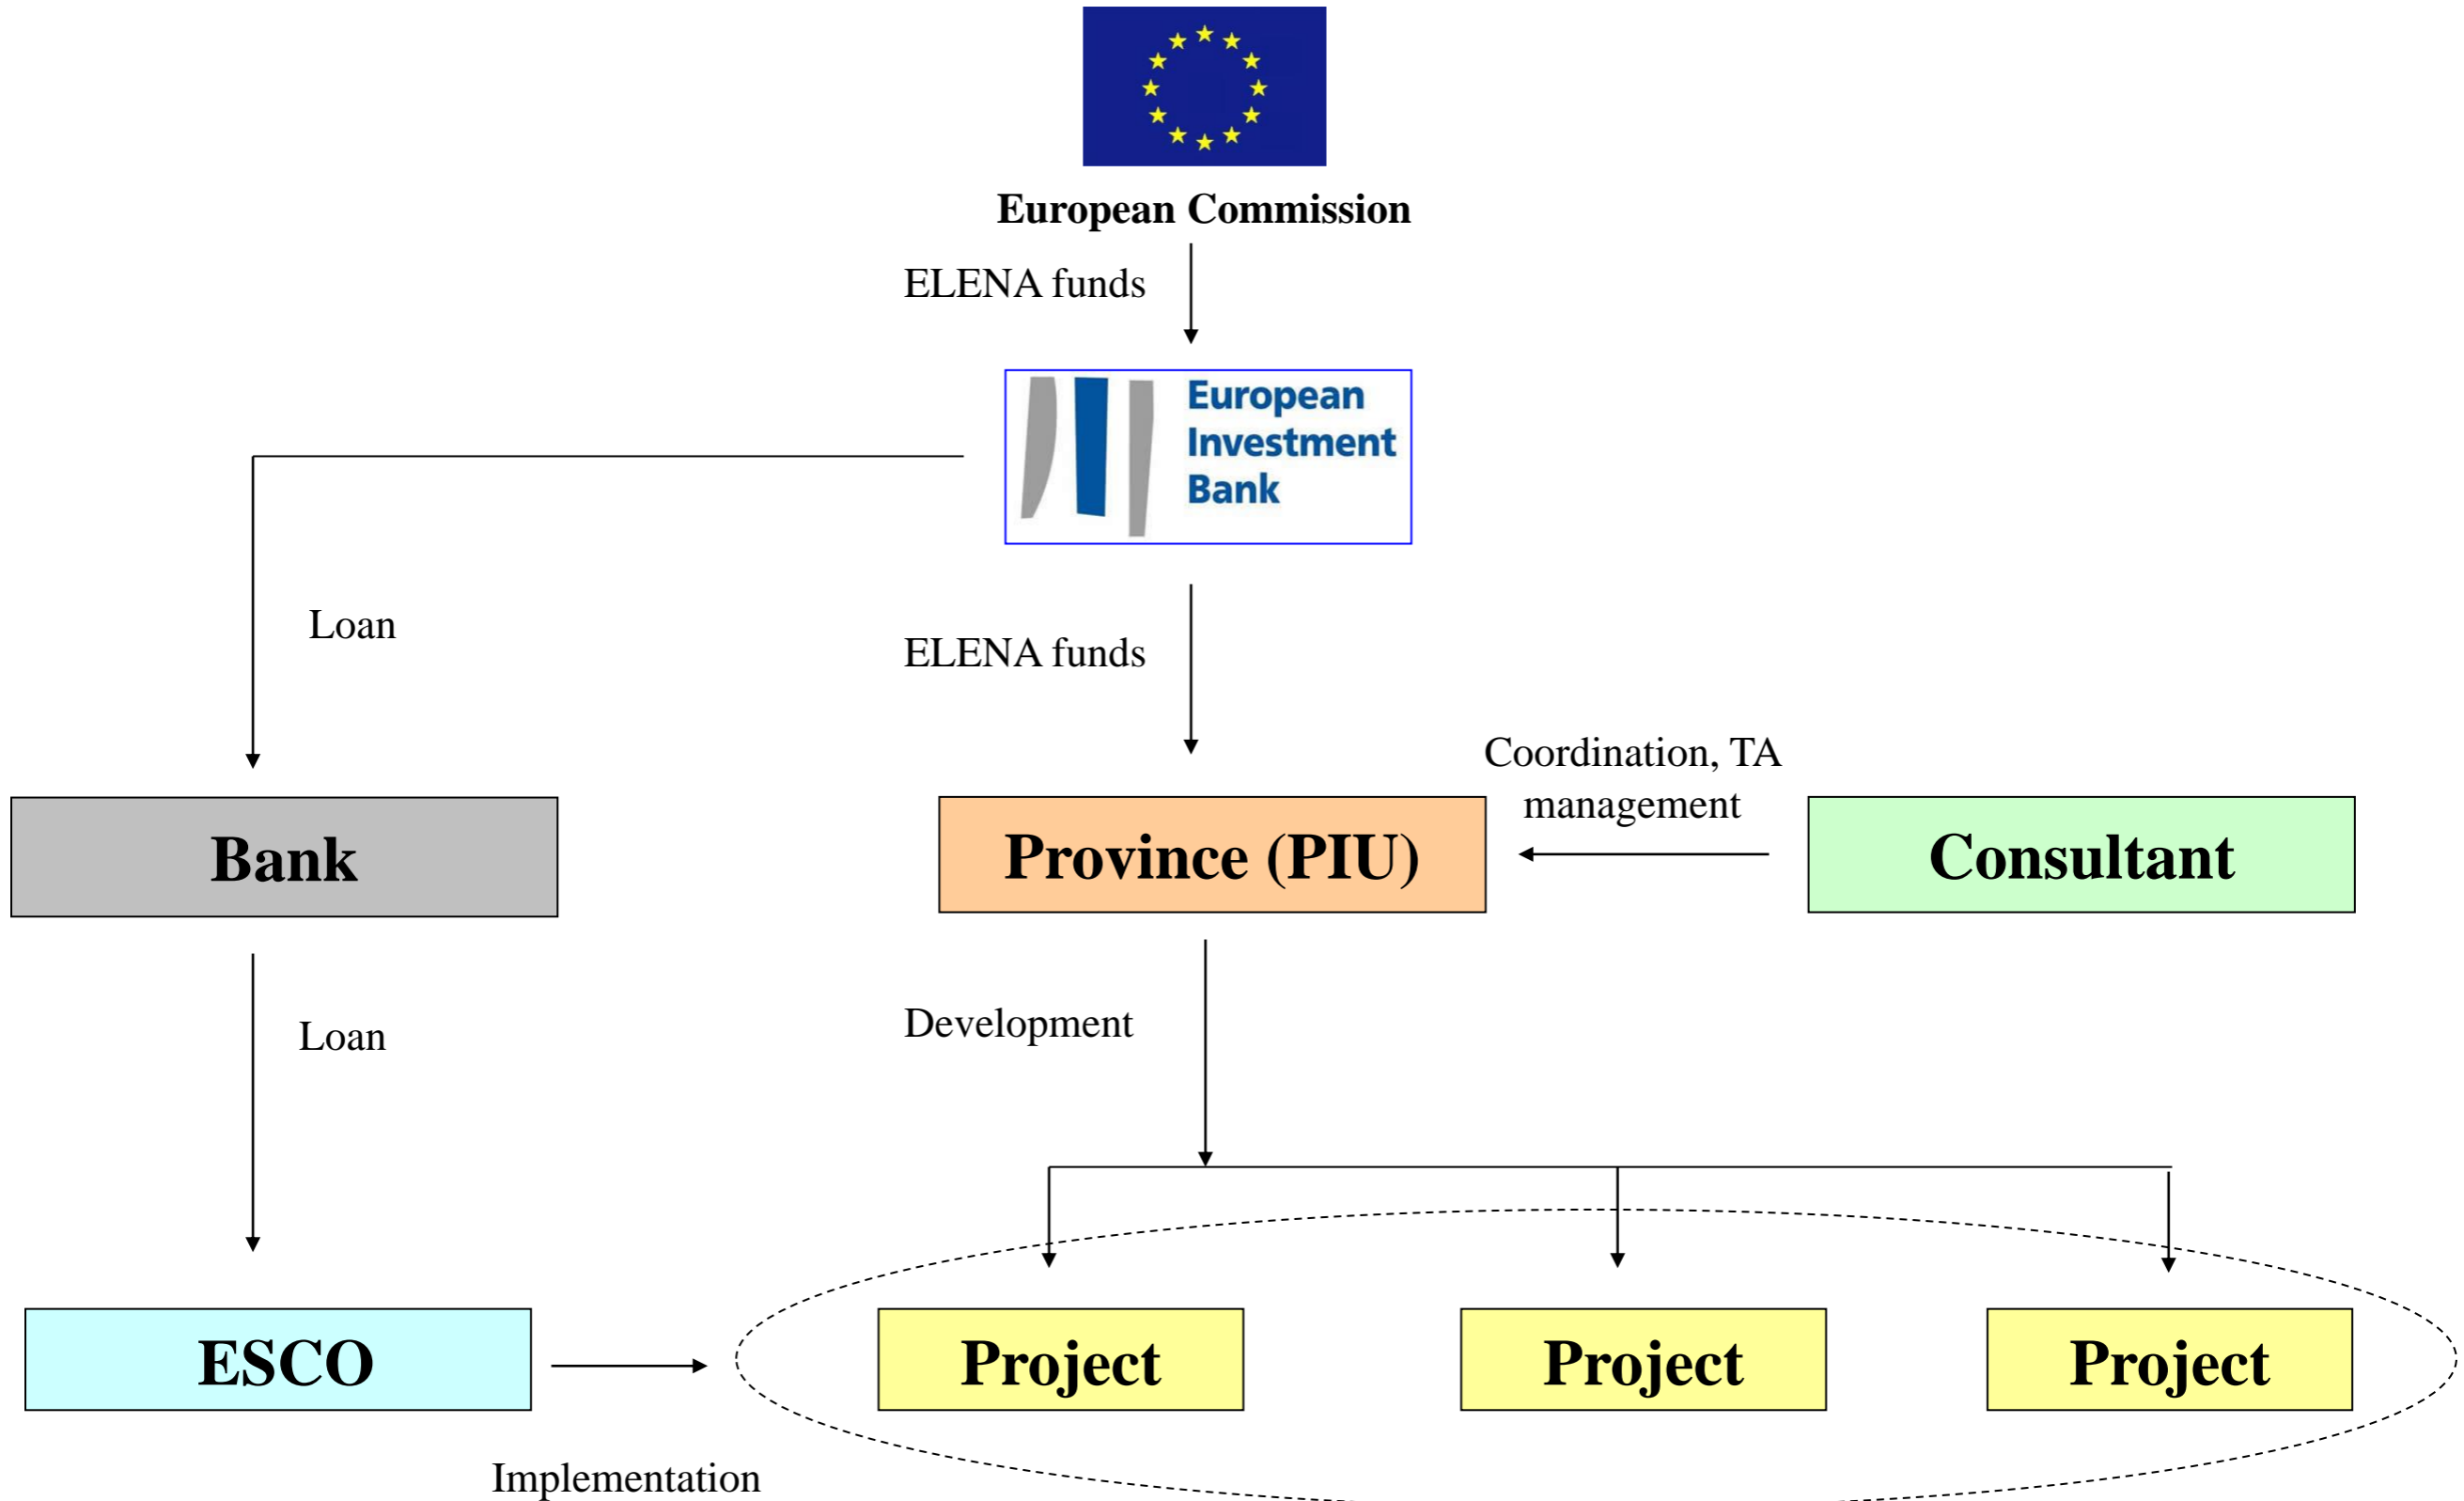 European Commission
ELENA funds
European
Investment
Bank
Loan
ELENA funds
Coordination, TA
management
Bank
Province (PIU)
Consultant
Loan
Development
ESCO
Project
Project
Project
Implementation